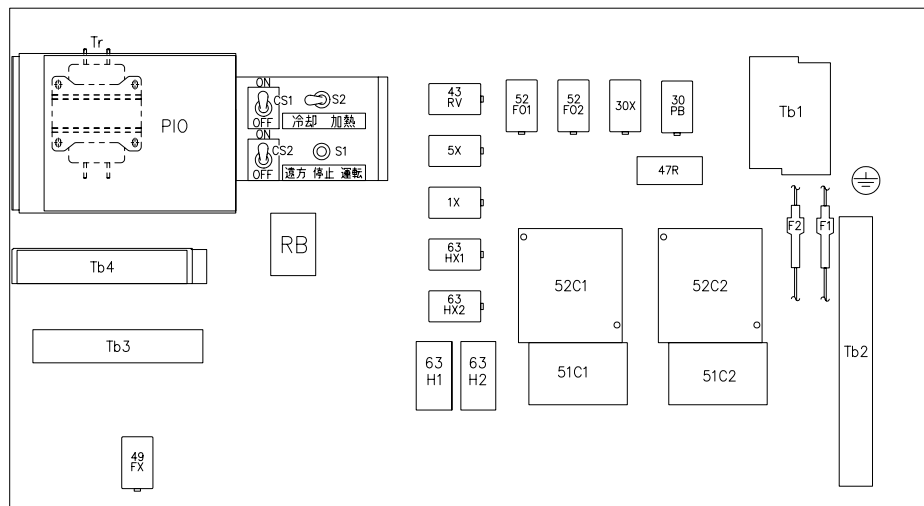 Tr
PIO
ON
CS1
OFF
S2
冷却 加熱
ON
CS2
OFF
S1
遠方 停止 運転
43
RV
52
FO1
52
FO2
30X
30
PB
Tb1
5X
47R
1X
RB
F2
F1
63
HX1
Tb4
52C1
52C2
63
HX2
Tb3
63
H1
63
H2
51C1
51C2
Tb2
49
FX